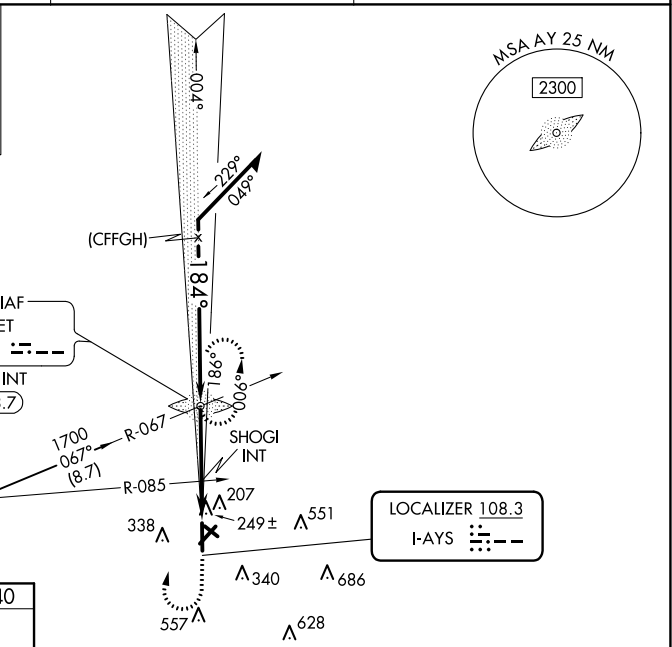 MSA AY 25 NM
2300
004°
229°
049°
(CFFGH)
x
184°
IAF
ET
INT
.7
186°
006°
1700
067°
(8.7)
R-067
SHOGI
INT
R-085
207
249±
338
551
LOCALIZER 108.3
I-AYS
340
686
557
628
40